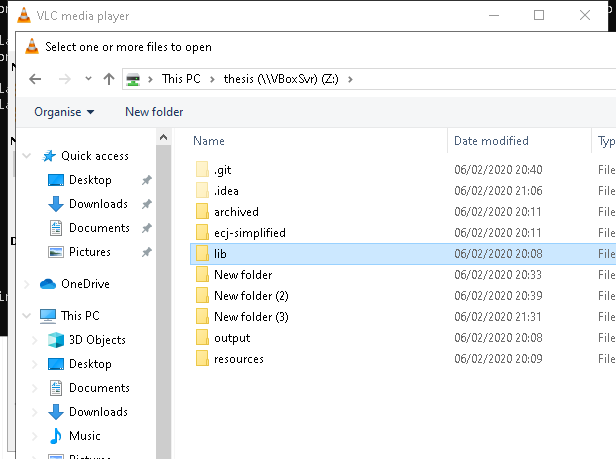 VLC media player
Select one or more files to open
This PC > thesis (\\VBoxSvr) (Z:) >
Organise New folder
Name Date modified Typ
Quick access
Desktop
Downloads
Documents
Pictures
OneDrive
This PC
3D Objects
Desktop
Documents
Downloads
Music
.git 06/02/2020 20:40 File
.idea 06/02/2020 21:06 File
archived 06/02/2020 20:11 File
ecj-simplified 06/02/2020 20:11 File
lib 06/02/2020 20:08 File
New folder 06/02/2020 20:33 File
New folder (2) 06/02/2020 20:39 File
New folder (3) 06/02/2020 21:31 File
output 06/02/2020 20:08 File
resources 06/02/2020 20:09 File